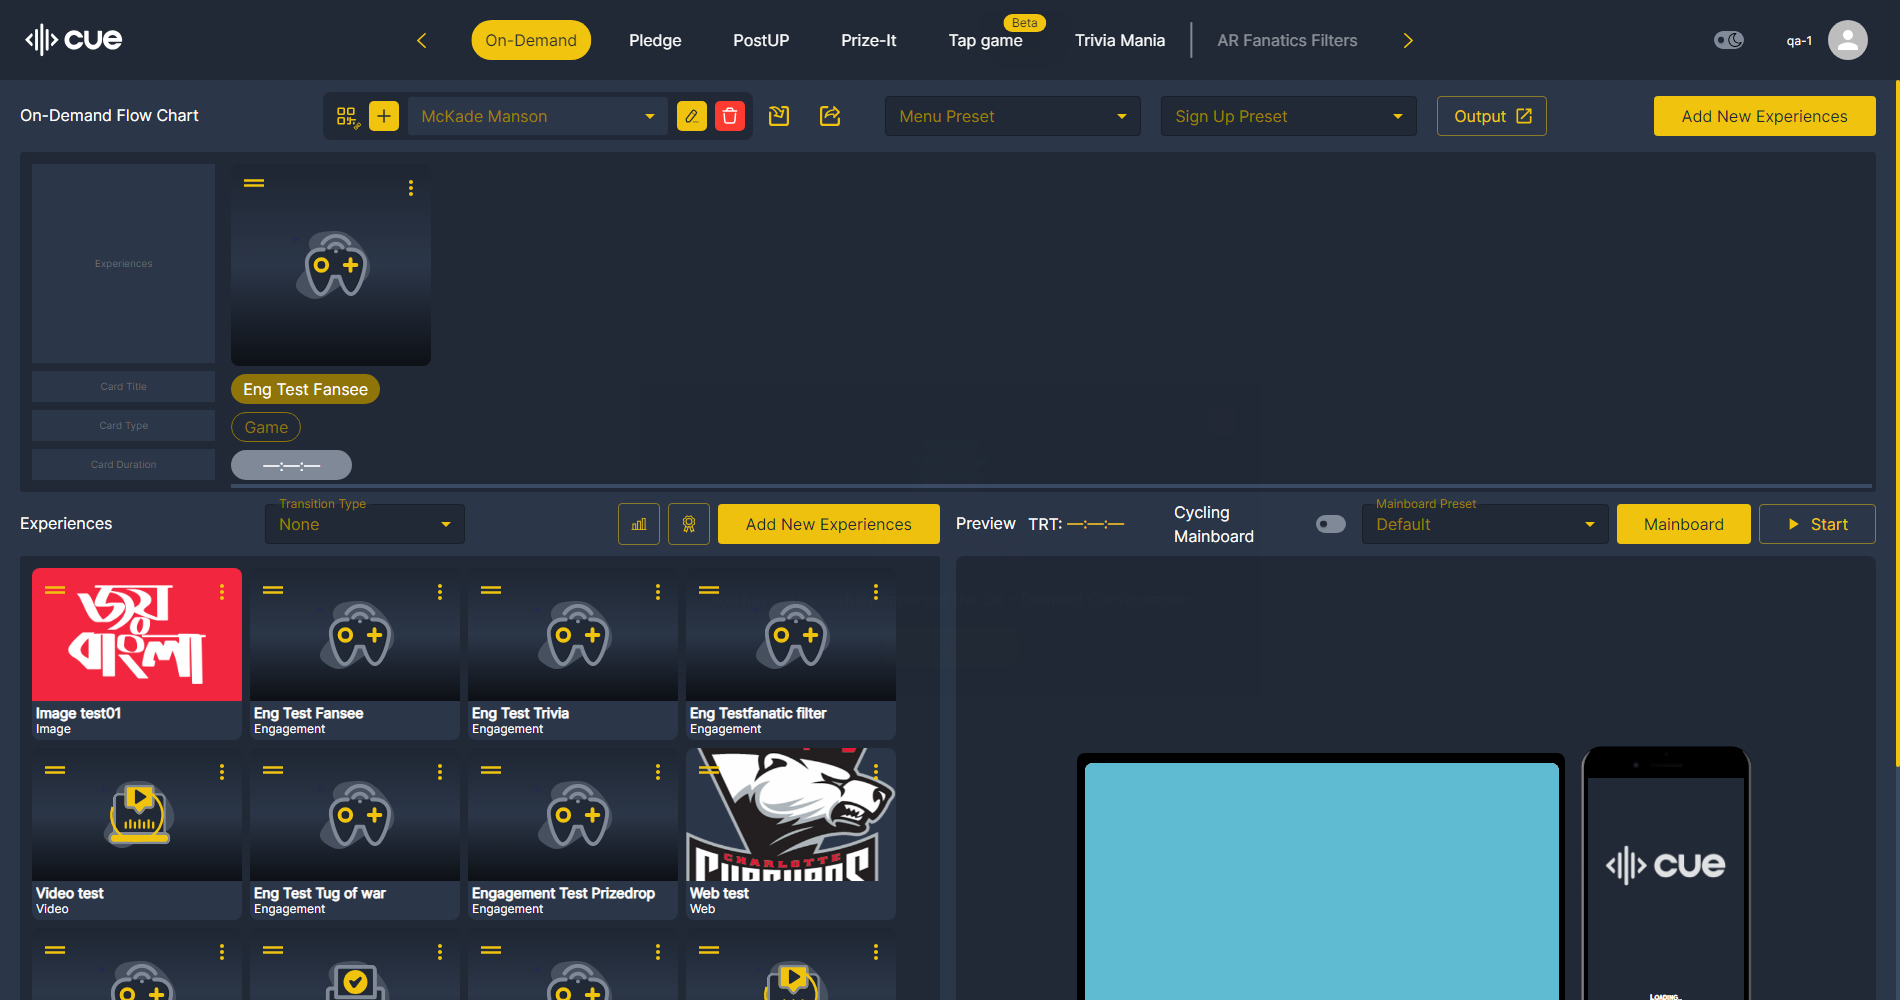 cue
On-Demand
Pledge
PostUP
Prize-It
Tap game
Beta
Trivia Mania
AR Fanatics Filters
qa-1
On-Demand Flow Chart
McKade Manson
Menu Preset
Sign Up Preset
Output
Add New Experiences
Experiences
Card Title
Eng Test Fansee
Card Type
Game
Card Duration
—:—:—
Experiences
Transition Type
None
Add New Experiences
Preview
TRT: —:—:—
Cycling
Mainboard
Mainboard Preset
Default
Mainboard
Start
জয়
বাংলা
Image test01
Image
Eng Test Fansee
Engagement
Eng Test Trivia
Engagement
Eng Testfanatic filter
Engagement
Video test
Video
Eng Test Tug of war
Engagement
Engagement Test Prizedrop
Engagement
CHARLOTTE
Web test
Web
cue
LOADING